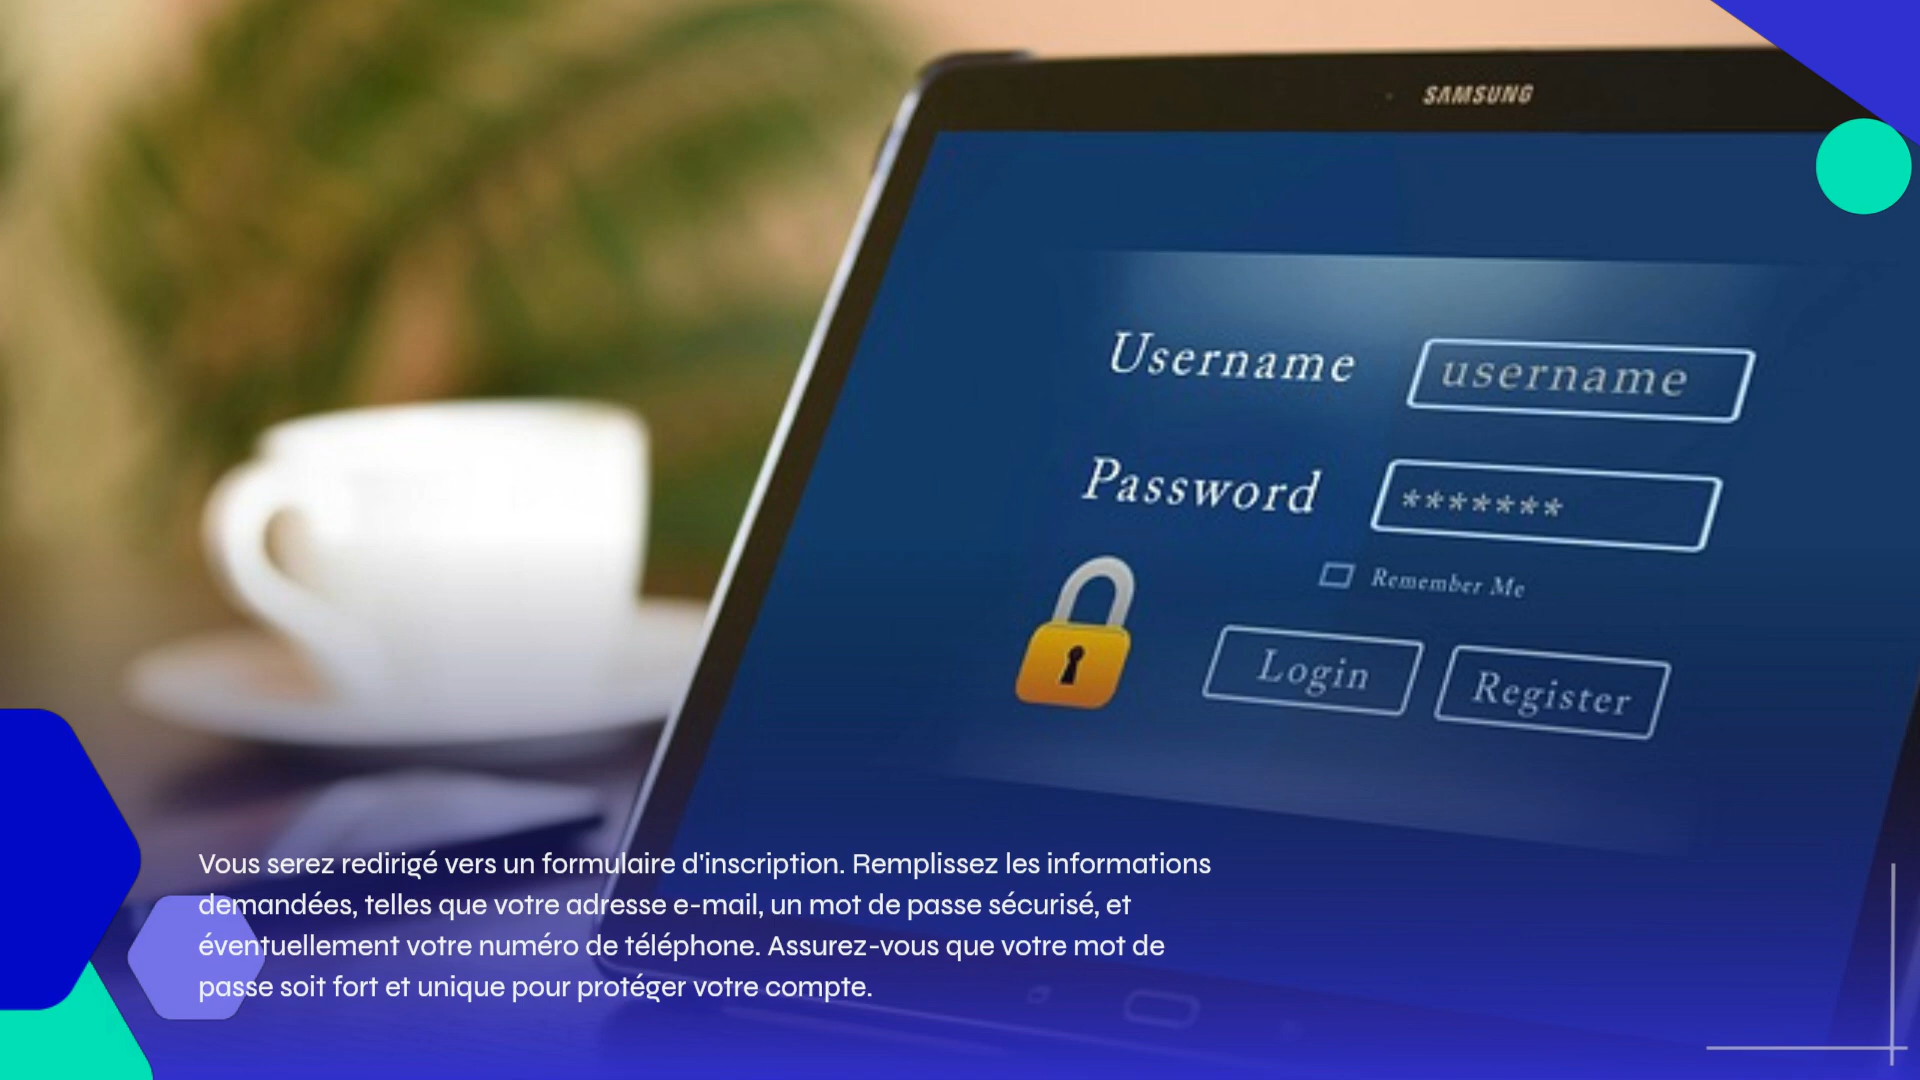 SAMSUNG
Username username
Password *******
Remember Me
Login Register
Vous serez redirigé vers un formulaire d'inscription. Remplissez les informations
demandées, telles que votre adresse e-mail, un mot de passe sécurisé, et
éventuellement votre numéro de téléphone. Assurez-vous que votre mot de
passe soit fort et unique pour protéger votre compte.